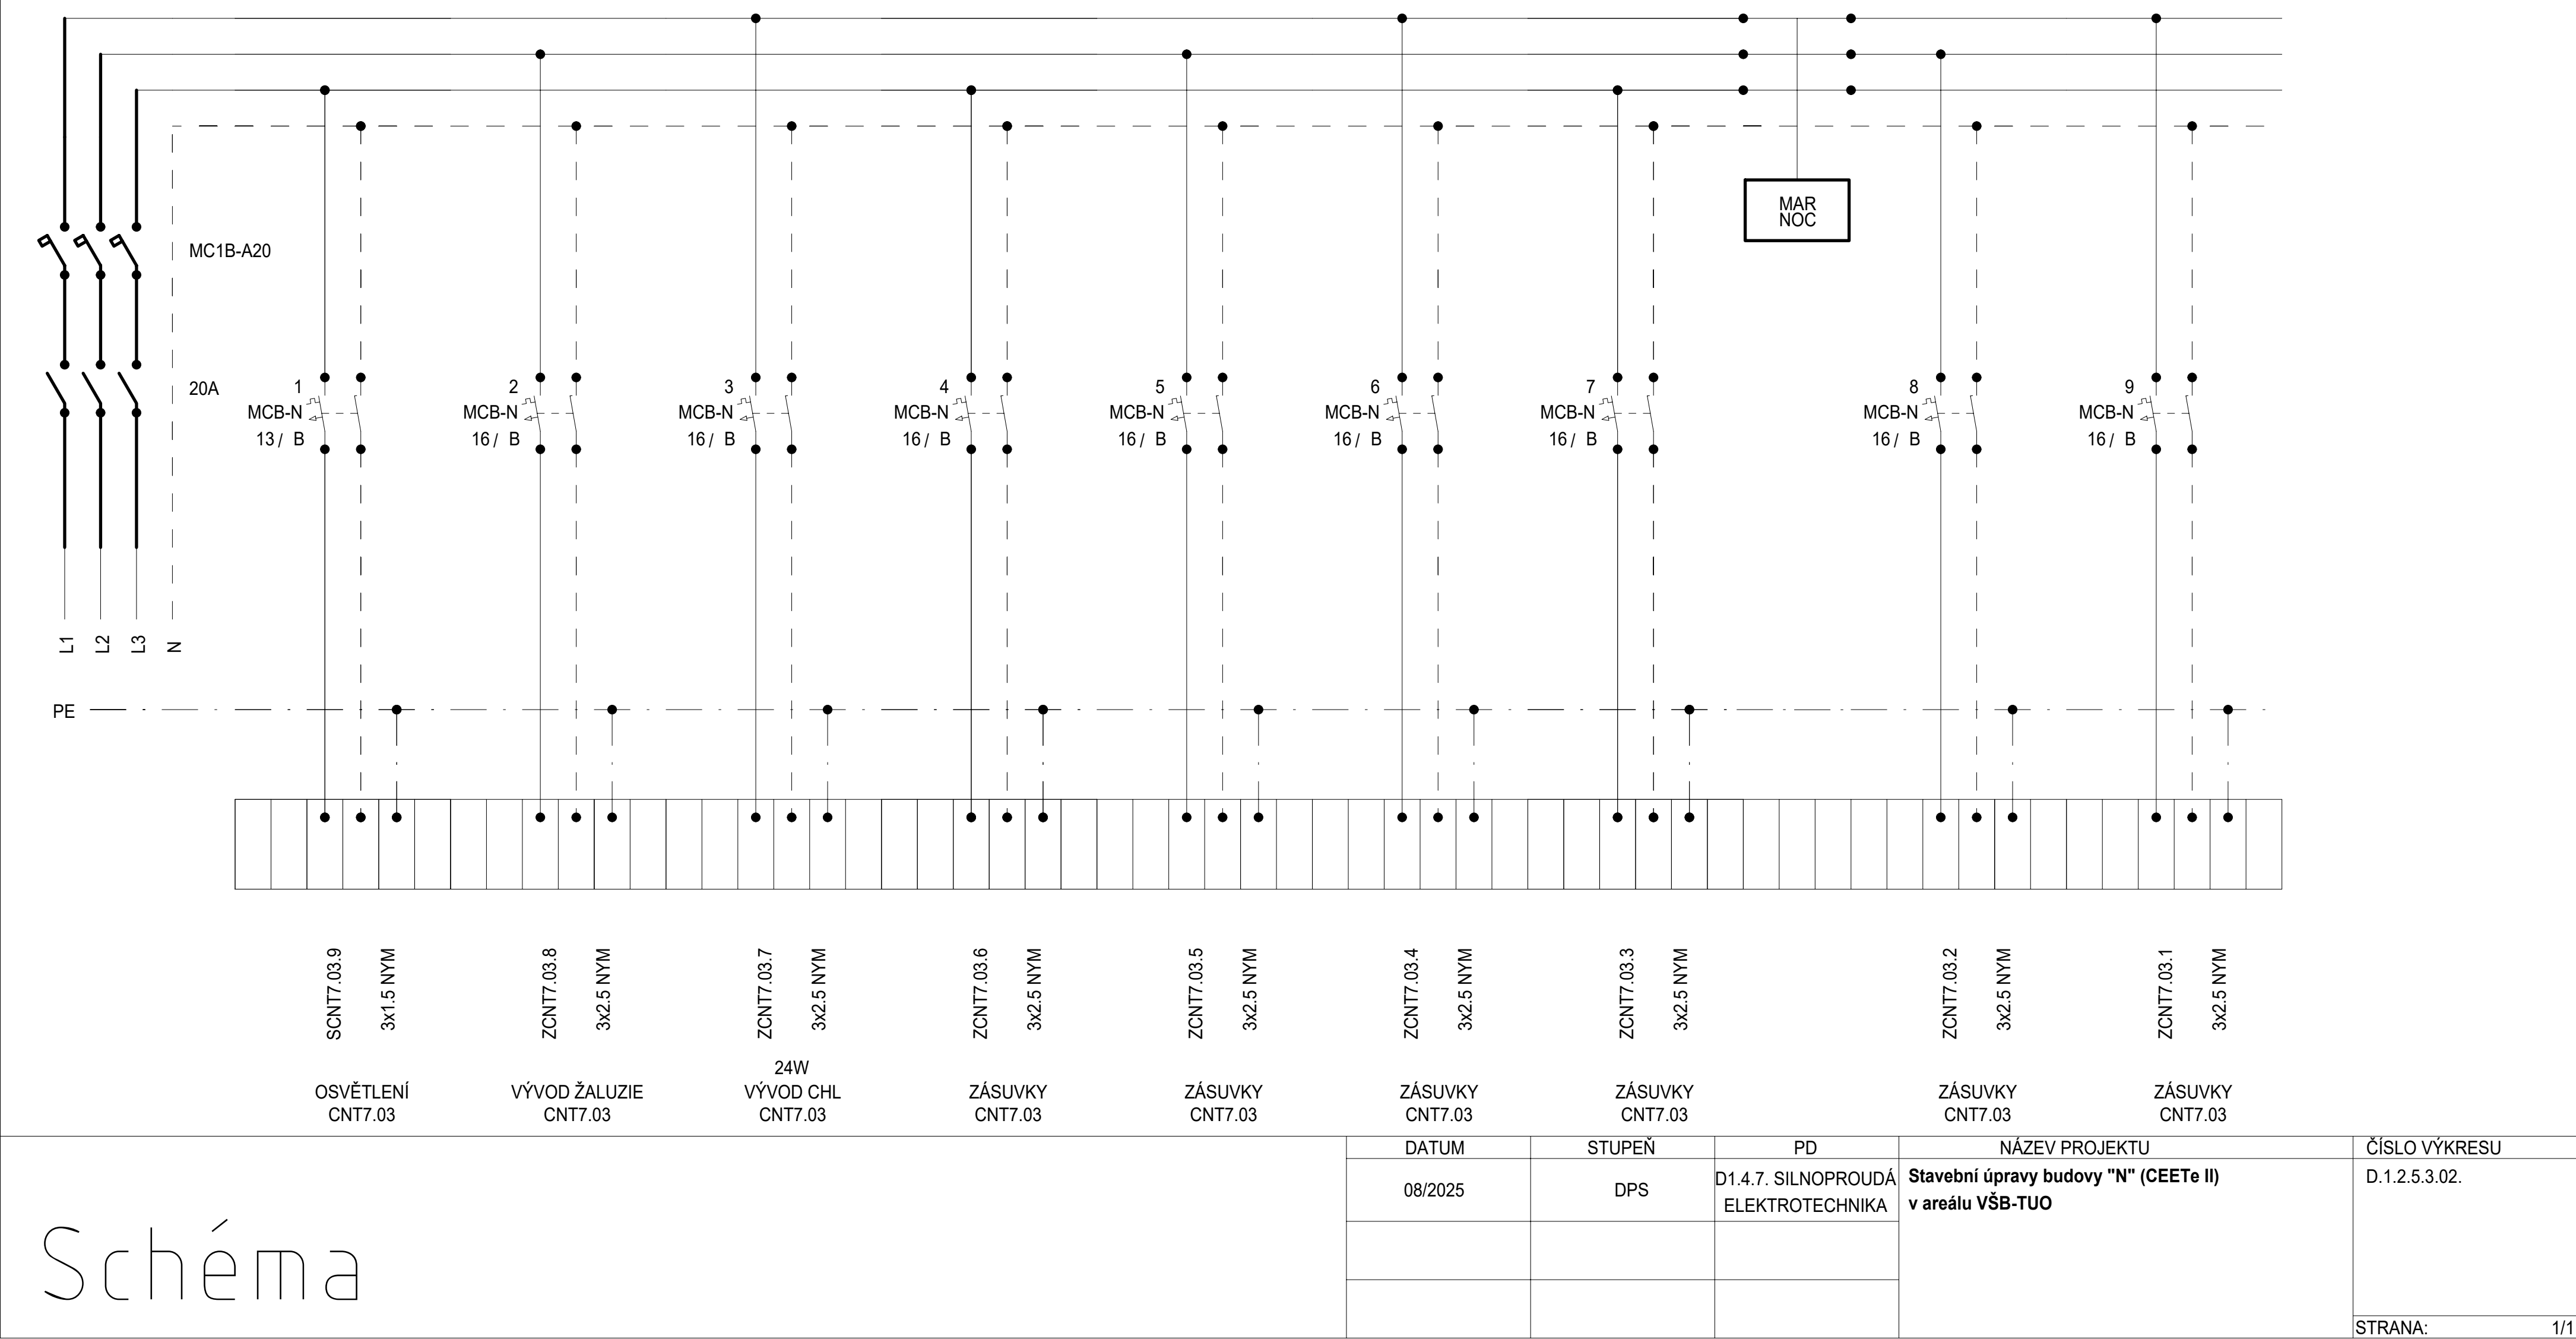 MAR
NOC
MC1B-A20
20A
1
MCB-N
13 / B
2
MCB-N
16 / B
3
MCB-N
16 / B
4
MCB-N
16 / B
5
MCB-N
16 / B
6
MCB-N
16 / B
7
MCB-N
16 / B
8
MCB-N
16 / B
9
MCB-N
16 / B
L1
L2
L3
N
PE
SCNT7.03.9
3x1.5 NYM
ZCNT7.03.8
3x2.5 NYM
ZCNT7.03.7
3x2.5 NYM
ZCNT7.03.6
3x2.5 NYM
ZCNT7.03.5
3x2.5 NYM
ZCNT7.03.4
3x2.5 NYM
ZCNT7.03.3
3x2.5 NYM
ZCNT7.03.2
3x2.5 NYM
ZCNT7.03.1
3x2.5 NYM
OSVĚTLENÍ
CNT7.03
VÝVOD ŽALUZIE
CNT7.03
24W
VÝVOD CHL
CNT7.03
ZÁSUVKY
CNT7.03
ZÁSUVKY
CNT7.03
ZÁSUVKY
CNT7.03
ZÁSUVKY
CNT7.03
ZÁSUVKY
CNT7.03
ZÁSUVKY
CNT7.03
Schéma
DATUM
08/2025
STUPEŇ
DPS
PD
D1.4.7. SILNOPROUDÁ
ELEKTROTECHNIKA
NÁZEV PROJEKTU
Stavební úpravy budovy "N" (CEETe II)
v areálu VŠB-TUO
ČÍSLO VÝKRESU
D.1.2.5.3.02.
STRANA: 1/1